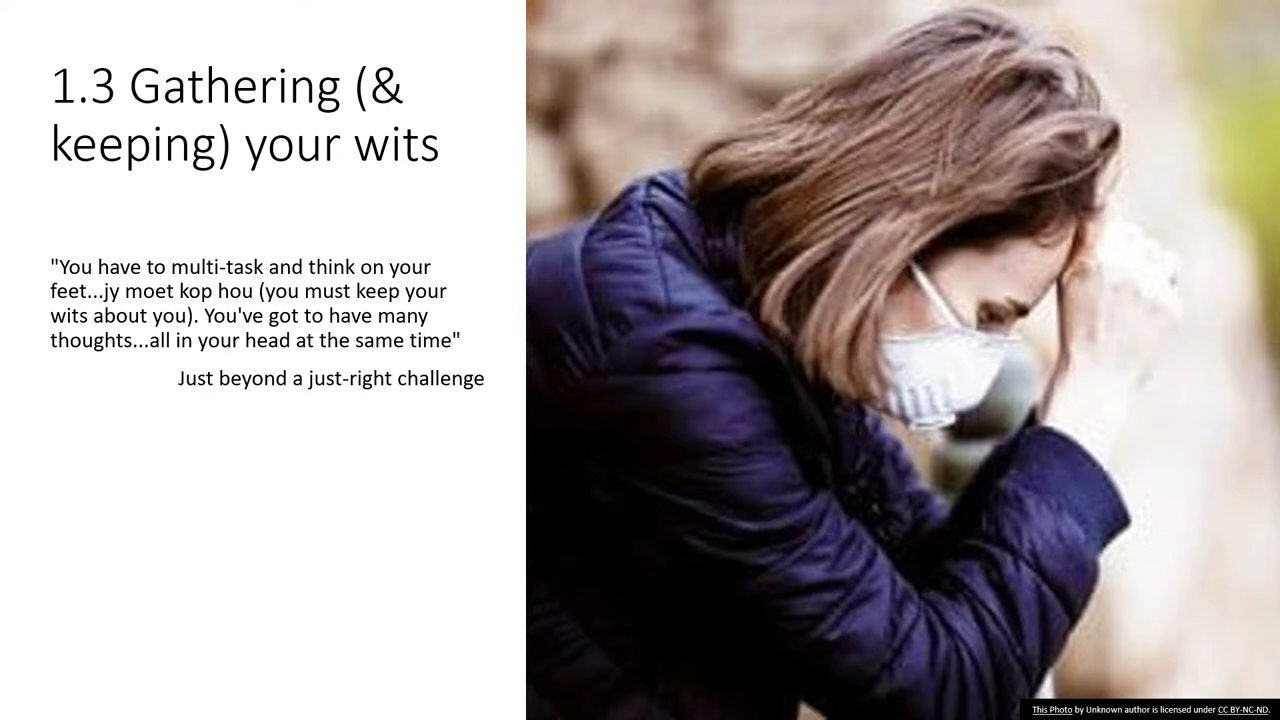 1.3 Gathering (&
keeping) your wits
"You have to multi-task and think on your
feet...jy moet kop hou (you must keep your
wits about you). You've got to have many
thoughts...all in your head at the same time"
Just beyond a just-right challenge
This Photo by Unknown author is licensed under CC BY-NC-ND.